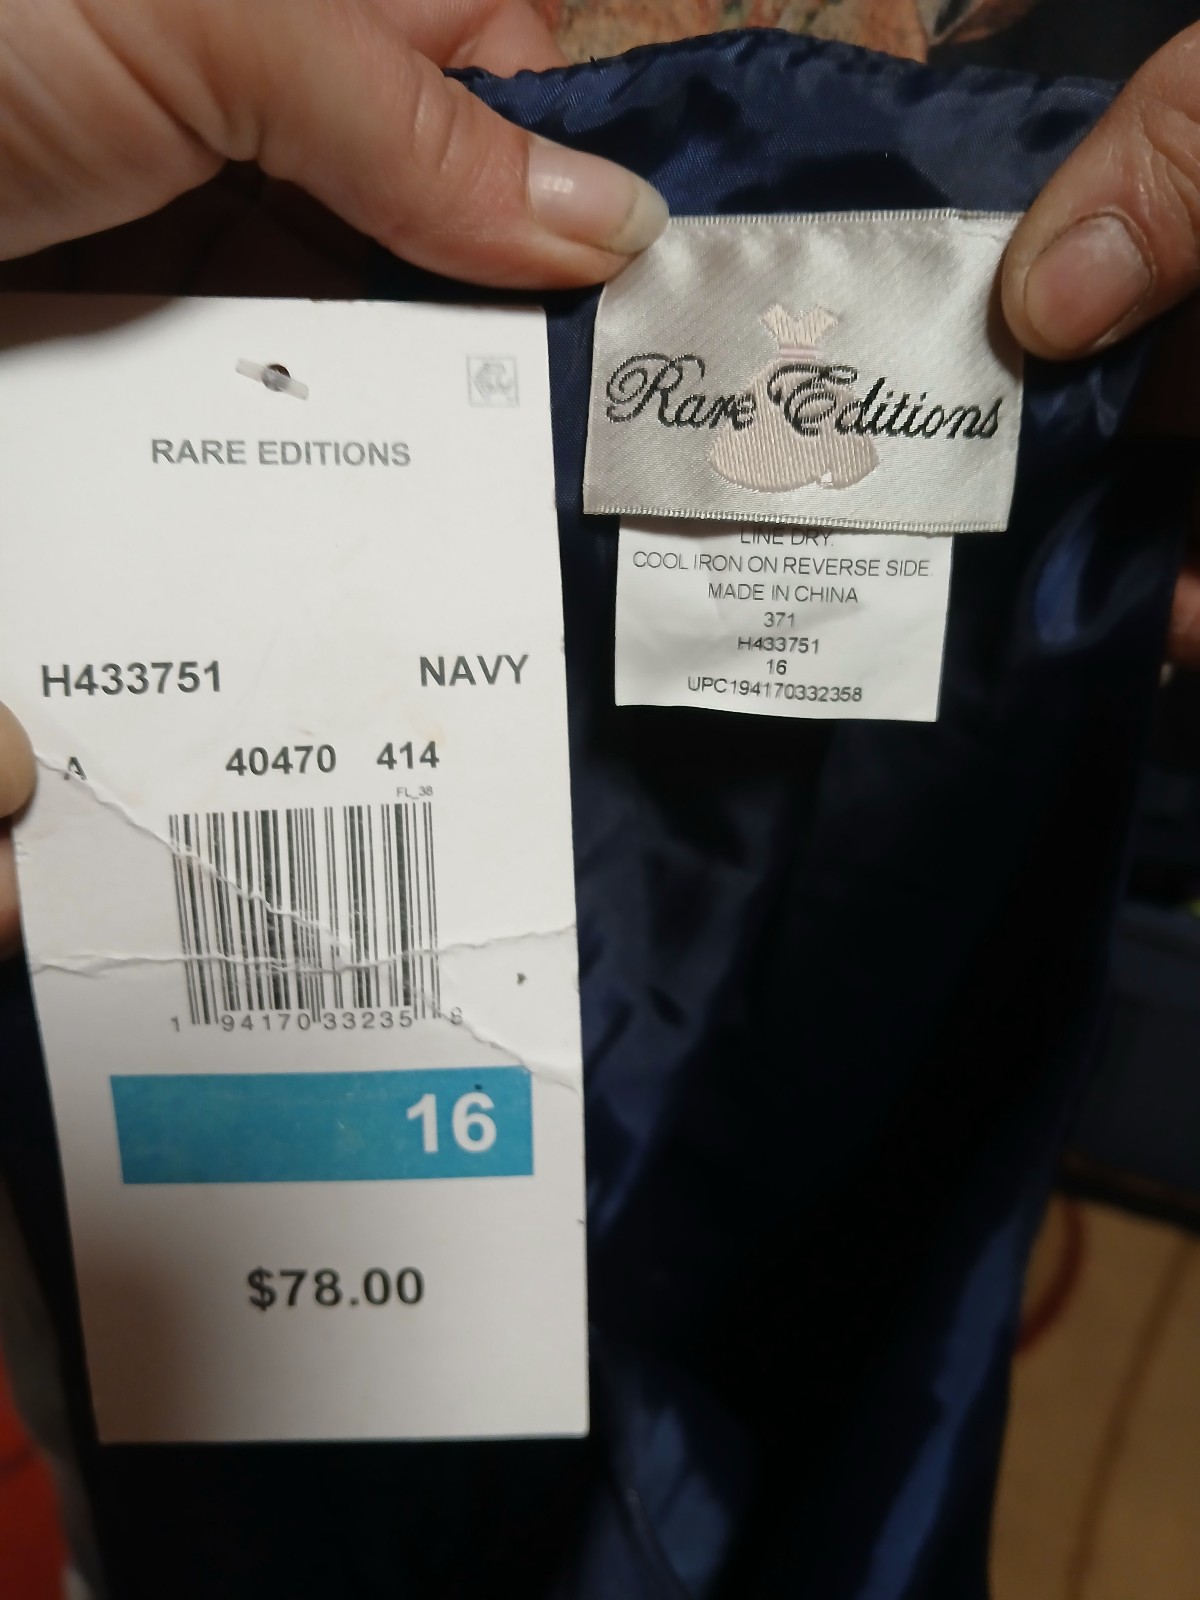 RARE EDITIONS
H433751 NAVY
A 40470 414
FL_38
1 94170 33235 8
16
$78.00
Rare Editions
LINE DRY.
COOL IRON ON REVERSE SIDE.
MADE IN CHINA
371
H433751
16
UPC194170332358